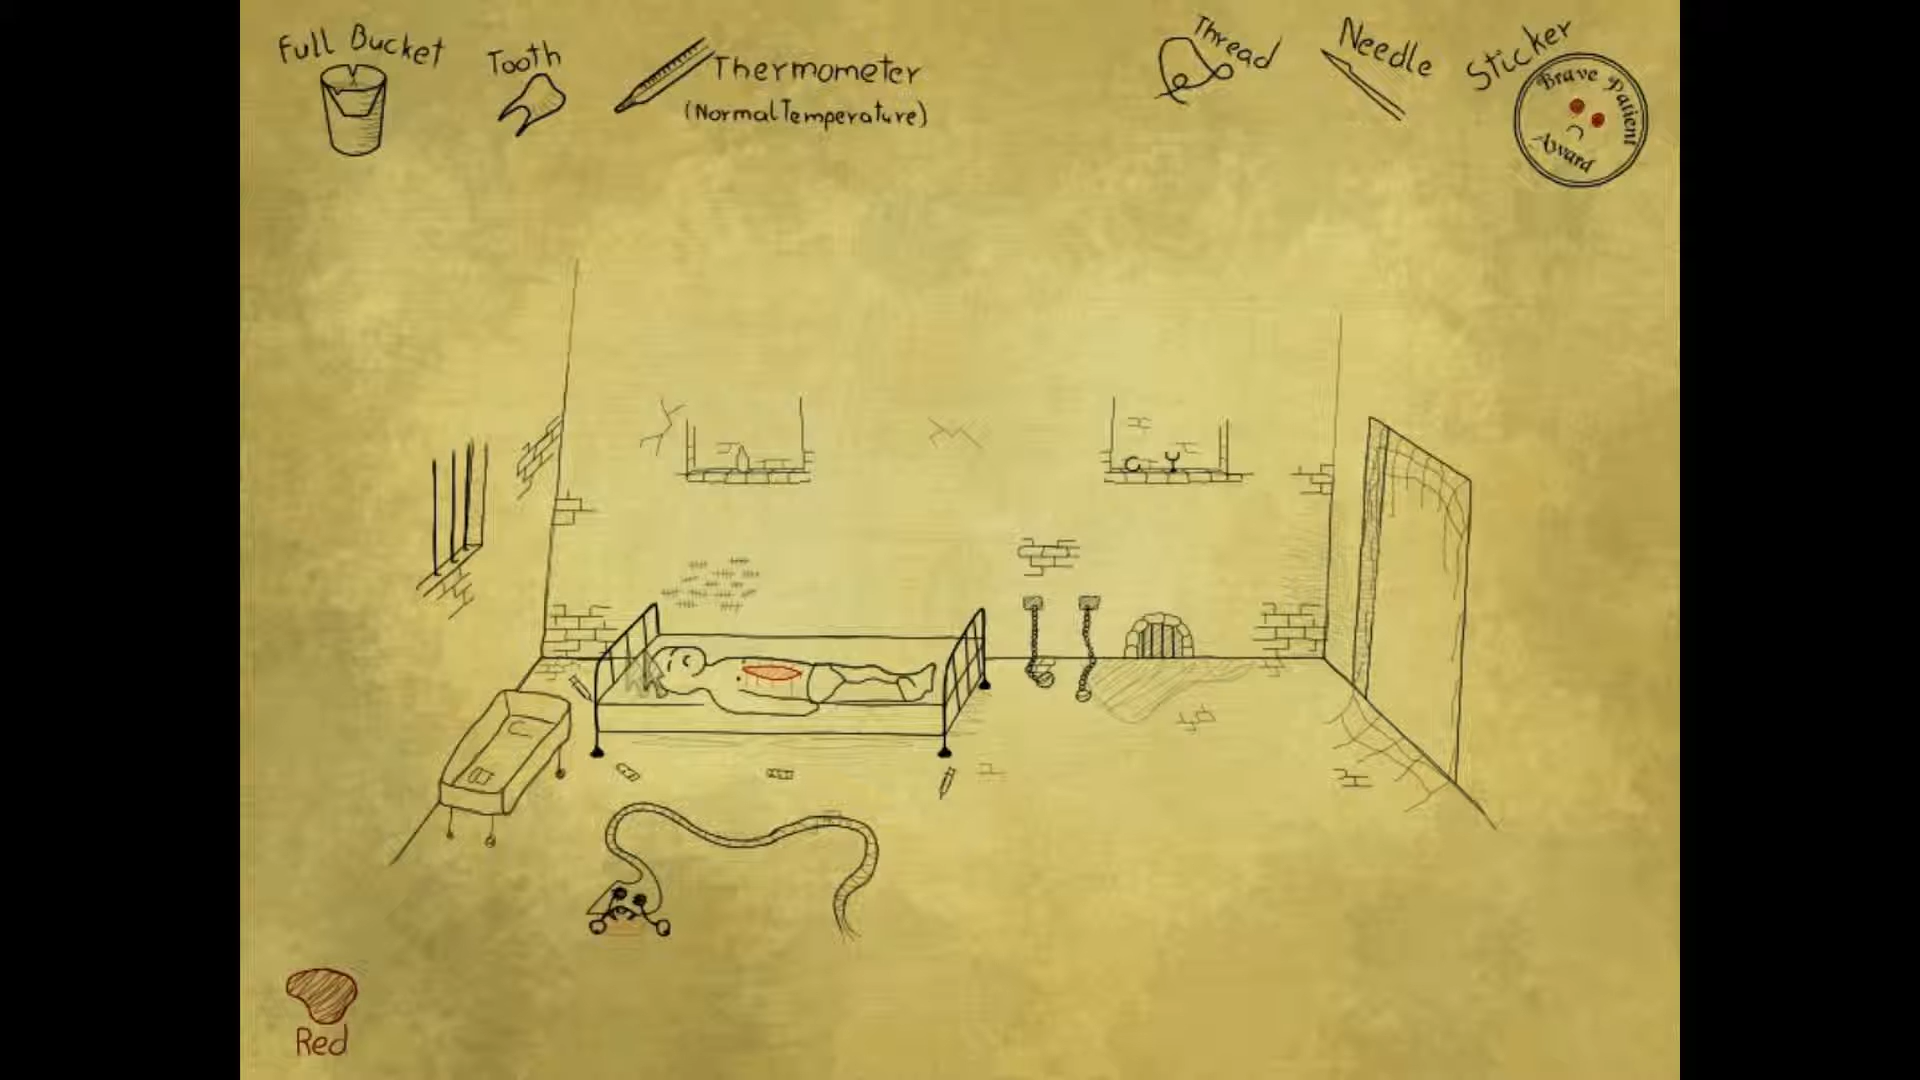 Full Bucket
Tooth
Thermometer
(Normal Temperature)
Thread
Needle
Sticker
Brave Patient
Award
Red